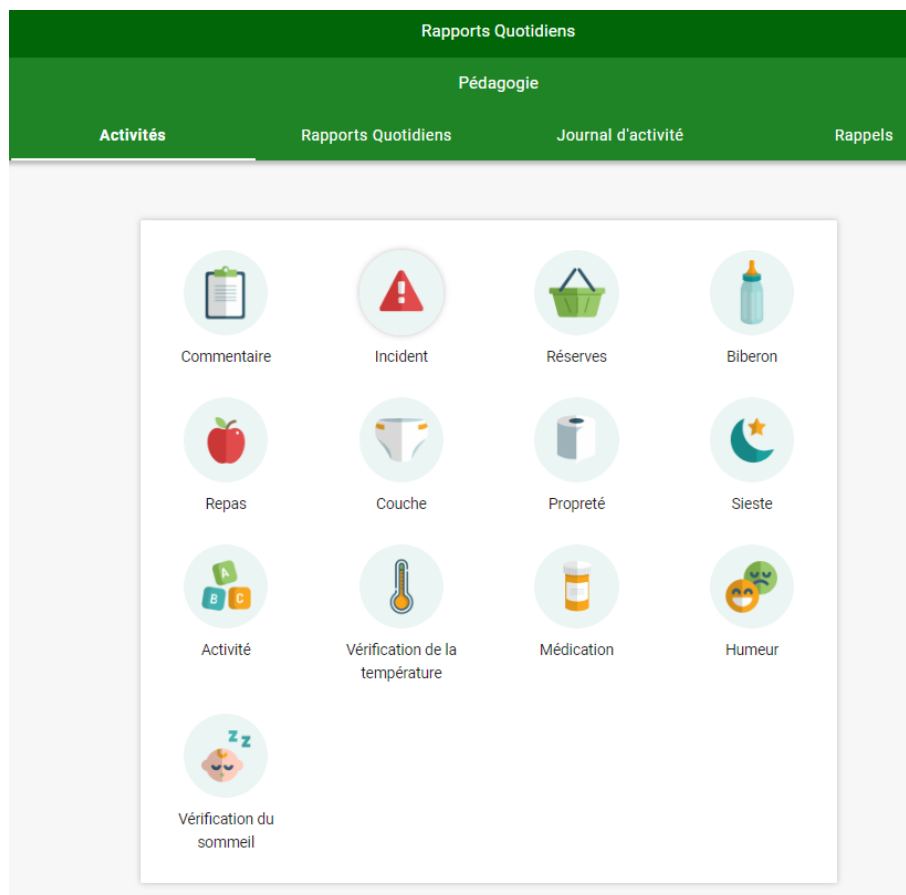 Rapports Quotidiens
Pédagogie
Activités Rapports Quotidiens Journal d'activité Rappels
Commentaire Incident Réserves Biberon
Repas Couche Propreté Sieste
A
B C
Activité Vérification de la Médication Humeur
température
Z Z
Vérification du
sommeil